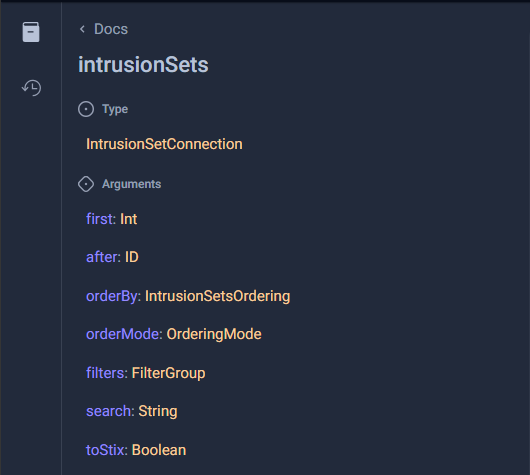 Docs
intrusionSets
Type
IntrusionSetConnection
Arguments
first: Int
after: ID
orderBy: IntrusionSetsOrdering
orderMode: OrderingMode
filters: FilterGroup
search: String
toStix: Boolean